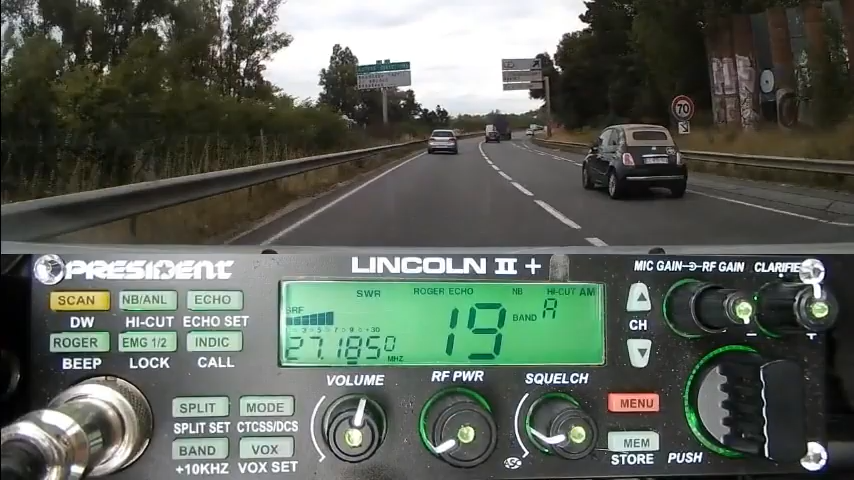 70
PRESIDENT LINCOLN II + MIC GAIN RF GAIN CLARIFIER
SCAN NB/ANL ECHO
DW HI-CUT ECHO SET
ROGER EMG 1/2 INDIC
BEEP LOCK CALL
SPLIT MODE
SPLIT SET CTCSS/DCS
BAND VOX
+10KHZ VOX SET
SWR ROGER ECHO NB HI-CUT AM
SRF
19 BAND A
27.1850 MHZ
CH
VOLUME RF PWR SQUELCH
MENU
MEM
STORE PUSH
ASC
- +